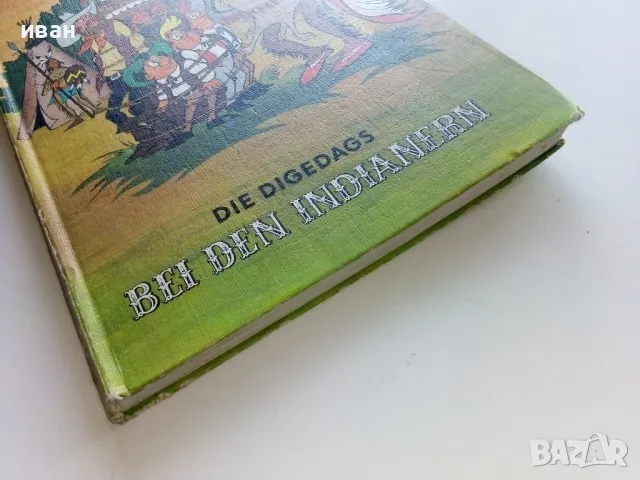 иван
DIE DIGEDAGS
BEI DEN INDIANERN
BAZAR